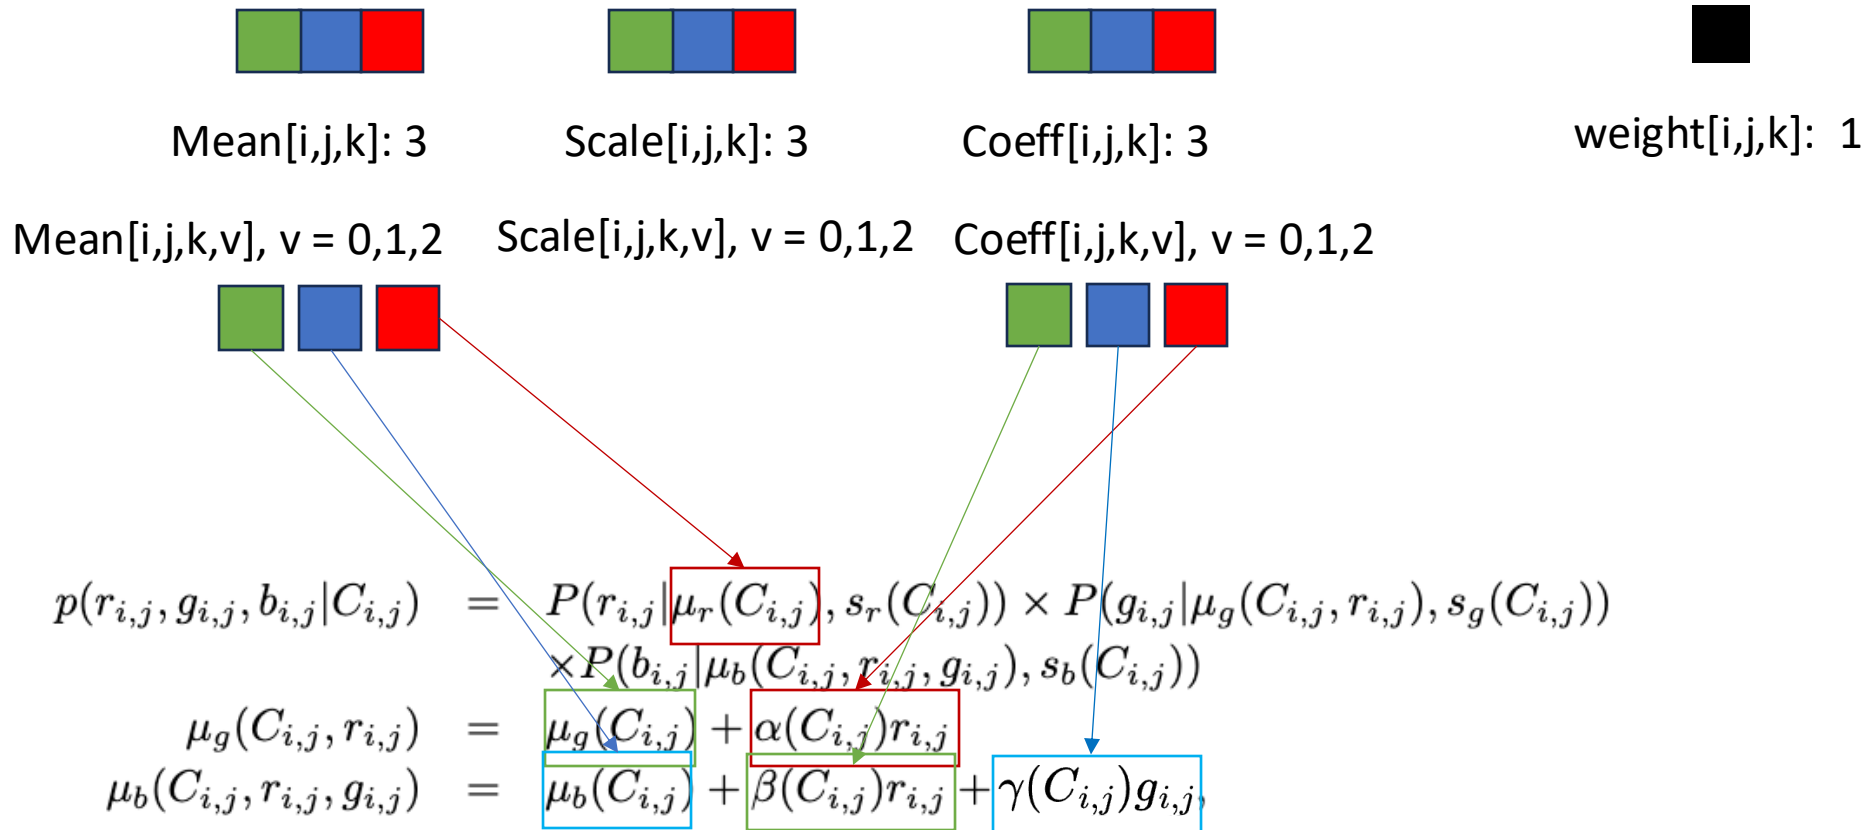 Mean[i,j,k]: 3    Scale[i,j,k]: 3    Coeff[i,j,k]: 3    weight[i,j,k]: 1
Mean[i,j,k,v], v = 0,1,2    Scale[i,j,k,v], v = 0,1,2    Coeff[i,j,k,v], v = 0,1,2
p(r_{i,j}, g_{i,j}, b_{i,j}|C_{i,j}) = P(r_{i,j}|μ_r(C_{i,j}), s_r(C_{i,j})) × P(g_{i,j}|μ_g(C_{i,j}, r_{i,j}), s_g(C_{i,j}))
×P(b_{i,j}|μ_b(C_{i,j}, r_{i,j}, g_{i,j}), s_b(C_{i,j}))
μ_g(C_{i,j}, r_{i,j}) = μ_g(C_{i,j}) + α(C_{i,j})r_{i,j}
μ_b(C_{i,j}, r_{i,j}, g_{i,j}) = μ_b(C_{i,j}) + β(C_{i,j})r_{i,j} + γ(C_{i,j})g_{i,j},